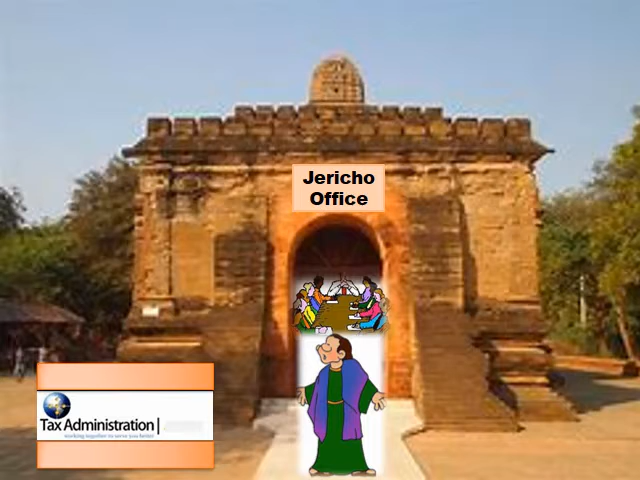 Jericho
Office
Tax Administration|
working together to serve you better